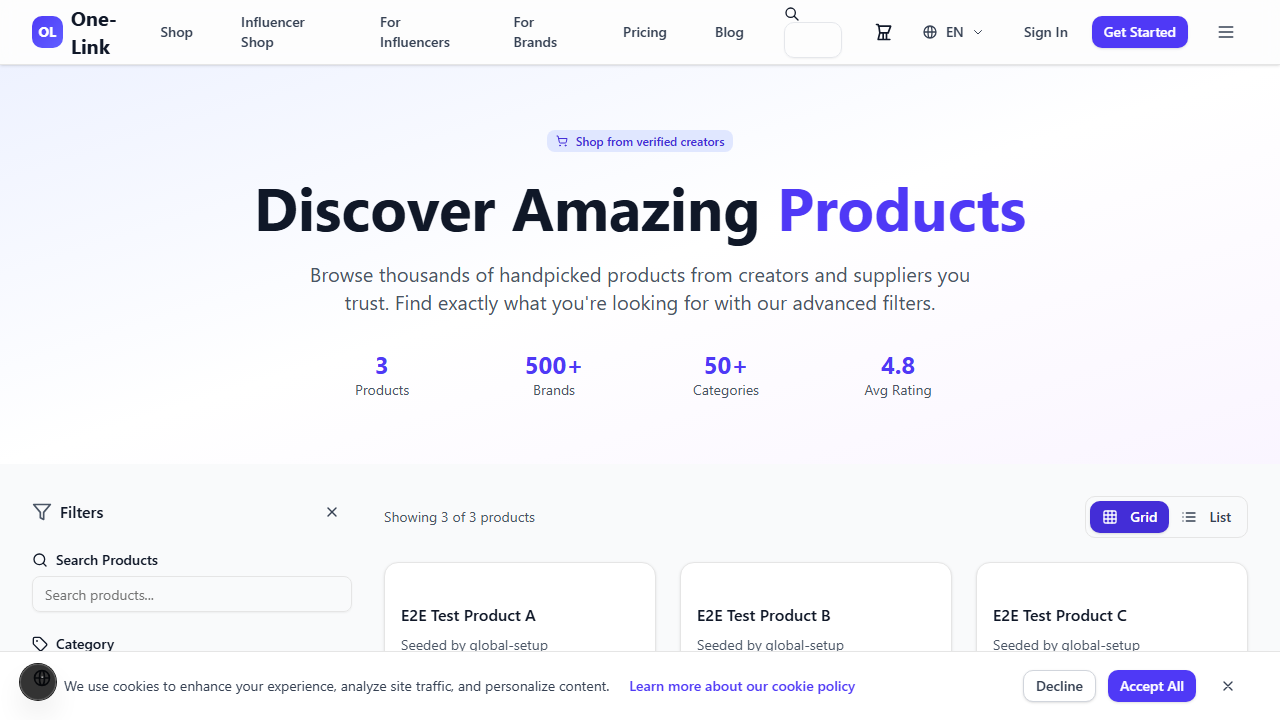 OL One-Link
Shop
Influencer Shop
For Influencers
For Brands
Pricing
Blog
EN
Sign In
Get Started
Shop from verified creators
Discover Amazing Products
Browse thousands of handpicked products from creators and suppliers you
trust. Find exactly what you're looking for with our advanced filters.
3
Products
500+
Brands
50+
Categories
4.8
Avg Rating
Filters
Showing 3 of 3 products
Grid
List
Search Products
Search products...
Category
E2E Test Product A
Seeded by global-setup
E2E Test Product B
Seeded by global-setup
E2E Test Product C
Seeded by global-setup
We use cookies to enhance your experience, analyze site traffic, and personalize content.
Learn more about our cookie policy
Decline
Accept All